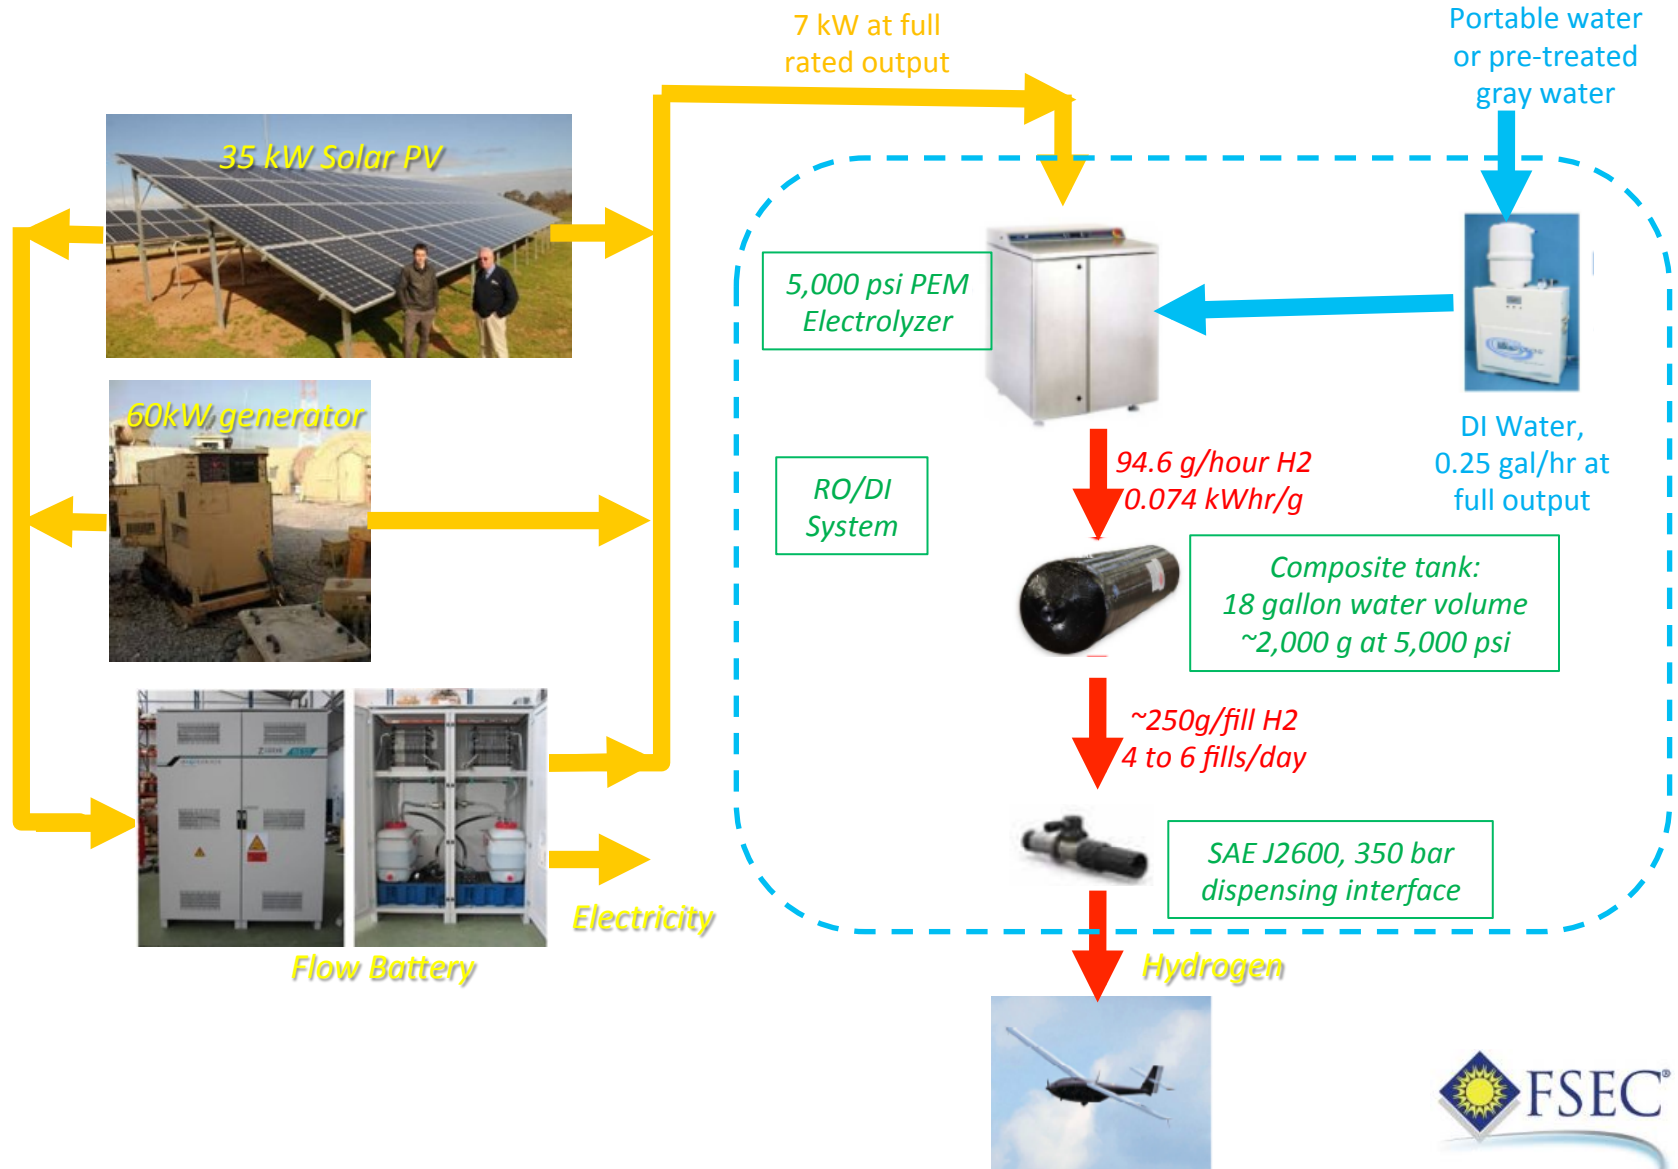 7 kW at full
rated output
Portable water
or pre-treated
gray water
35 kW Solar PV
5,000 psi PEM
Electrolyzer
60kW generator
DI Water,
0.25 gal/hr at
full output
94.6 g/hour H2
0.074 kWhr/g
RO/DI
System
Composite tank:
18 gallon water volume
~2,000 g at 5,000 psi
~250g/fill H2
4 to 6 fills/day
SAE J2600, 350 bar
dispensing interface
Electricity
Flow Battery
Hydrogen
FSEC®